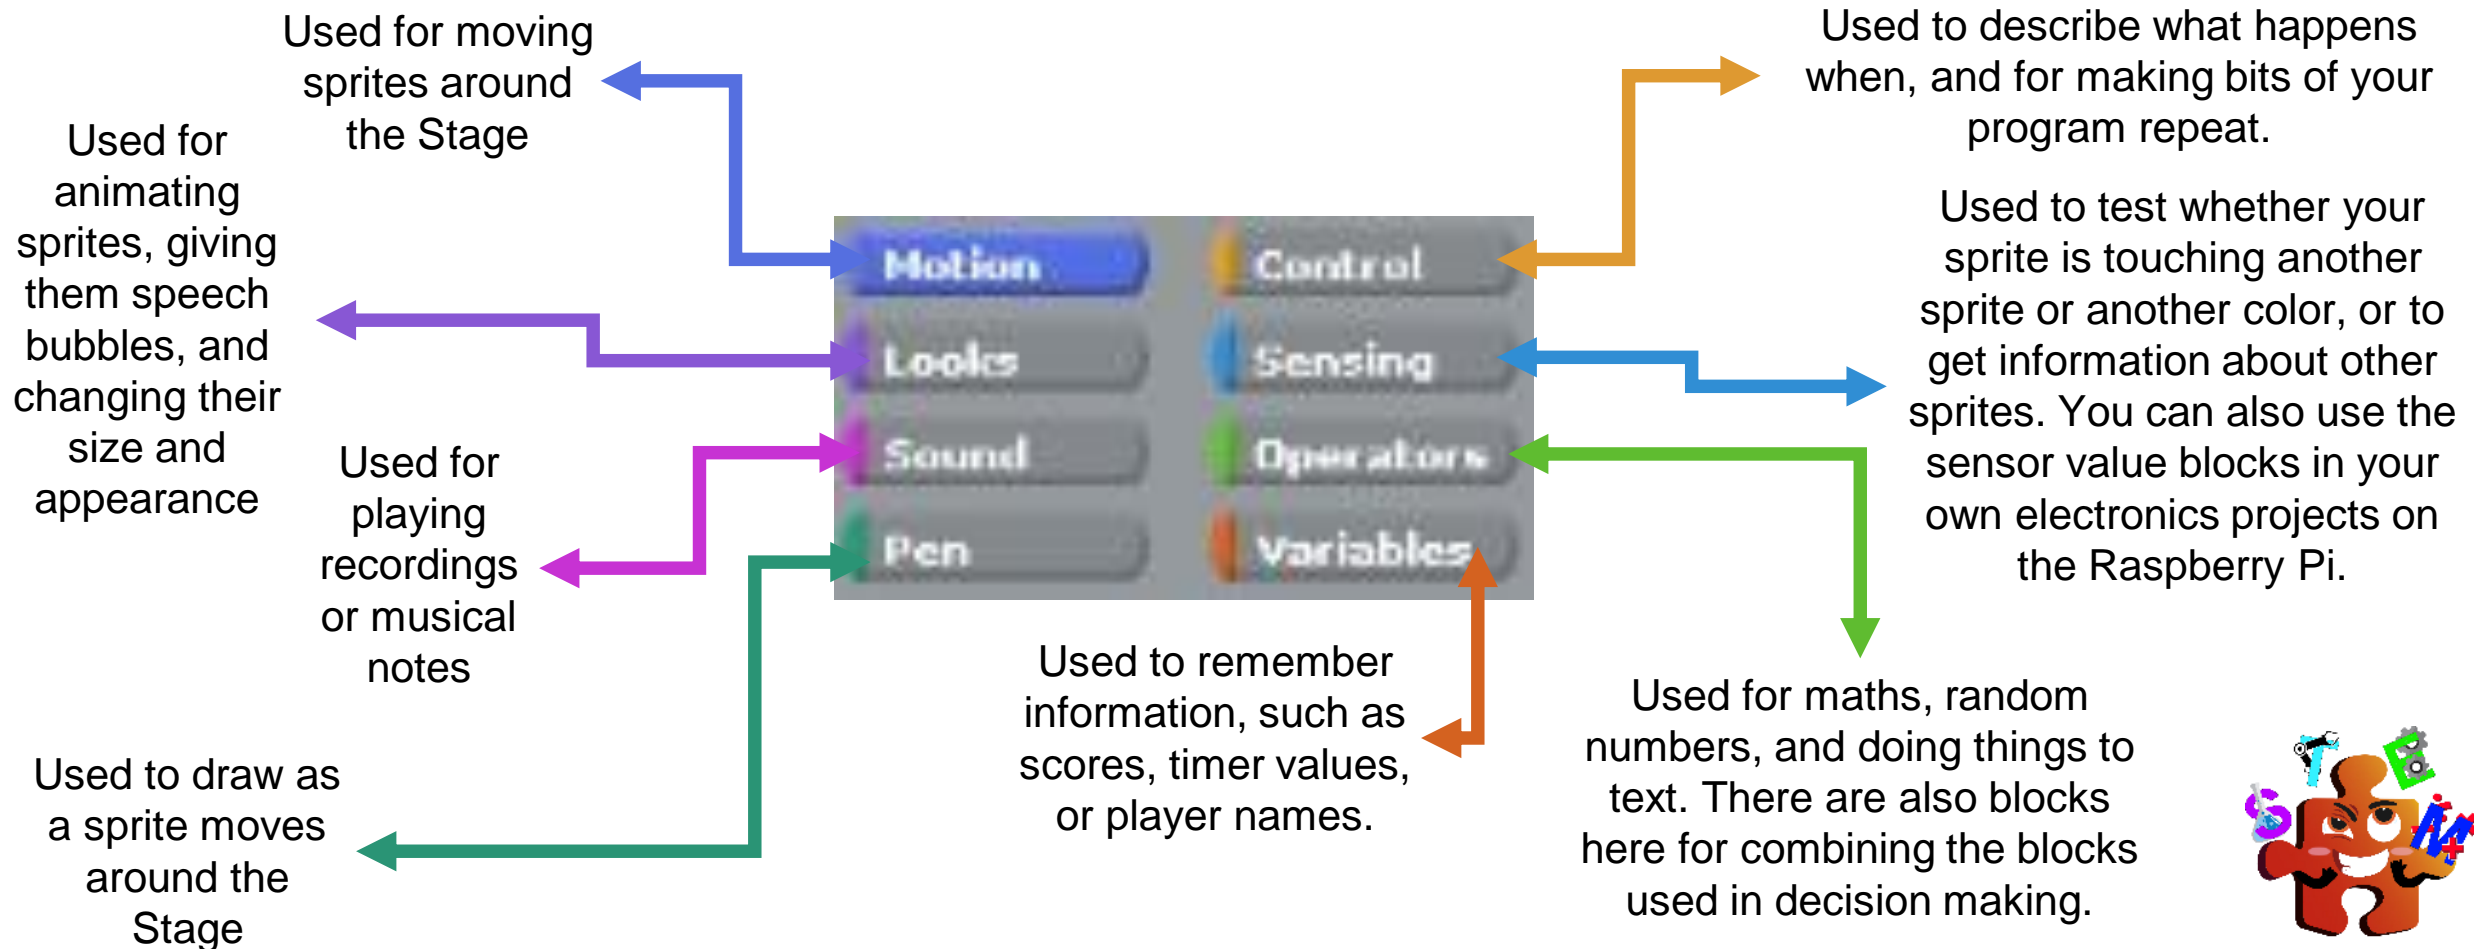 Used for moving
sprites around
the Stage
Used to describe what happens
when, and for making bits of your
program repeat.
Used for
animating
sprites, giving
them speech
bubbles, and
changing their
size and
appearance
Motion
Control
Looks
Sensing
Sound
Operators
Pen
Variables
Used to test whether your
sprite is touching another
sprite or another color, or to
get information about other
sprites. You can also use the
sensor value blocks in your
own electronics projects on
the Raspberry Pi.
Used for
playing
recordings
or musical
notes
Used to draw as
a sprite moves
around the
Stage
Used to remember
information, such as
scores, timer values,
or player names.
Used for maths, random
numbers, and doing things to
text. There are also blocks
here for combining the blocks
used in decision making.
S T E M